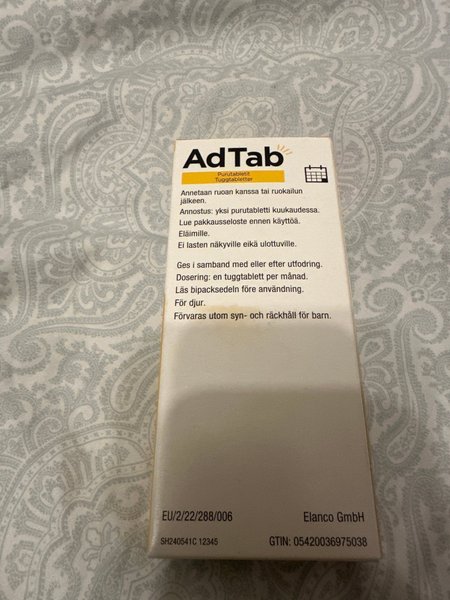 AdTab
Purutabletit
Tuggtabletter
Annetaan ruoan kanssa tai ruokailun
jälkeen.
Annostus: yksi purutabletti kuukaudessa.
Lue pakkausseloste ennen käyttöä.
Eläimille.
Ei lasten näkyville eikä ulottuville.
Ges i samband med eller efter utfodring.
Dosering: en tuggtablett per månad.
Läs bipacksedeln före användning.
För djur.
Förvaras utom syn- och räckhåll för barn.
EU/2/22/288/006
Elanco GmbH
SH240541C 12345
GTIN: 05420036975038